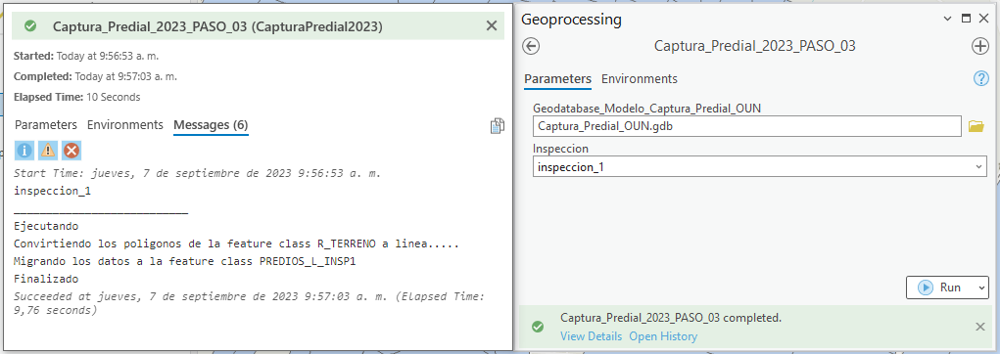 Captura_Predial_2023_PASO_03 (CapturaPredial2023)
Started: Today at 9:56:53 a. m.
Completed: Today at 9:57:03 a. m.
Elapsed Time: 10 Seconds
Parameters Environments Messages (6)
Start Time: jueves, 7 de septiembre de 2023 9:56:53 a. m.
inspeccion_1
___________________________
Ejecutando
Convirtiendo los poligonos de la feature class R_TERRENO a linea.....
Migrando los datos a la feature class PREDIOS_L_INSP1
Finalizado
Succeeded at jueves, 7 de septiembre de 2023 9:57:03 a. m. (Elapsed Time:
9,76 seconds)
Geoprocessing
Captura_Predial_2023_PASO_03
Parameters Environments
Geodatabase_Modelo_Captura_Predial_OUN
Captura_Predial_OUN.gdb
Inspeccion
inspeccion_1
Run
Captura_Predial_2023_PASO_03 completed.
View Details Open History